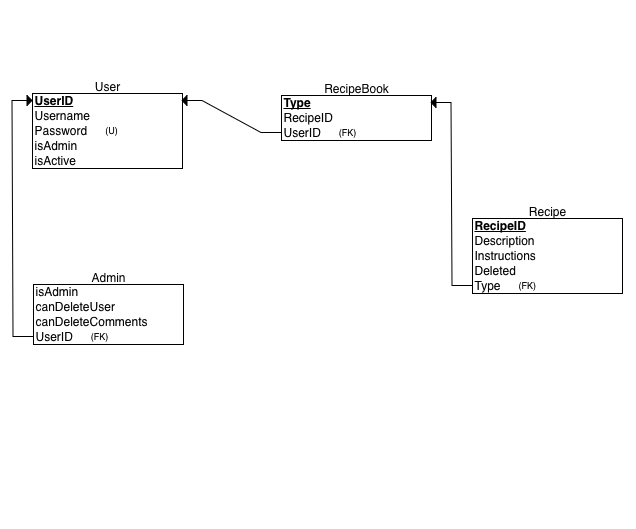 User
UserID
Username
Password (U)
isAdmin
isActive
RecipeBook
Type
RecipeID
UserID (FK)
Recipe
RecipeID
Description
Instructions
Deleted
Type (FK)
Admin
isAdmin
canDeleteUser
canDeleteComments
UserID (FK)